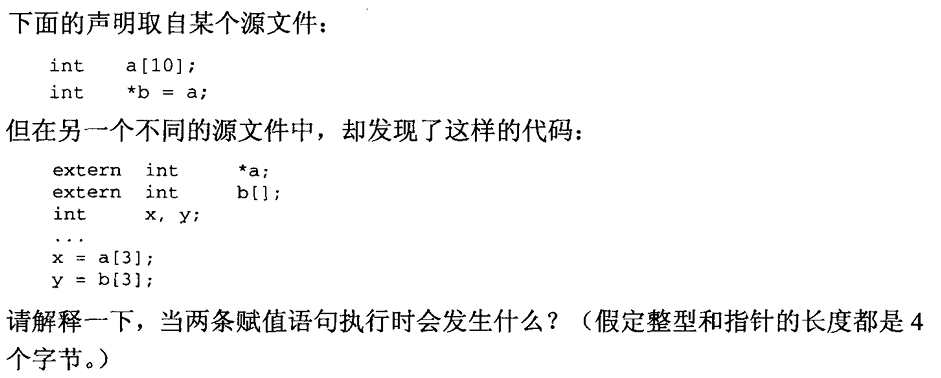 下面的声明取自某个源文件：
int a[10];
int *b = a;
但在另一个不同的源文件中，却发现了这样的代码：
extern int *a;
extern int b[];
int x, y;
...
x = a[3];
y = b[3];
请解释一下，当两条赋值语句执行时会发生什么？（假定整型和指针的长度都是 4
个字节。）